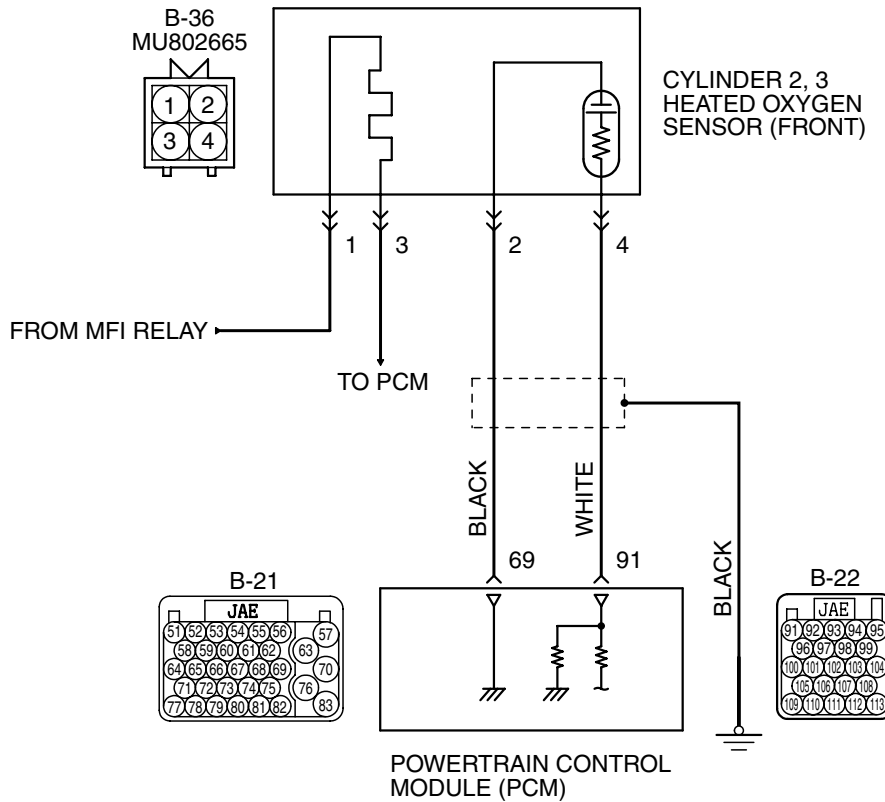 B-36
MU802665
1 2
3 4
CYLINDER 2, 3
HEATED OXYGEN
SENSOR (FRONT)
1 3 2 4
FROM MFI RELAY
TO PCM
BLACK
WHITE
BLACK
69 91
B-21
JAE
51 52 53 54 55 56 57
58 59 60 61 62 63
64 65 66 67 68 69 70
71 72 73 74 75 76
77 78 79 80 81 82 83
B-22
JAE
91 92 93 94 95
96 97 98 99
100 101 102 103 104
105 106 107 108
109 110 111 112 113
POWERTRAIN CONTROL
MODULE (PCM)